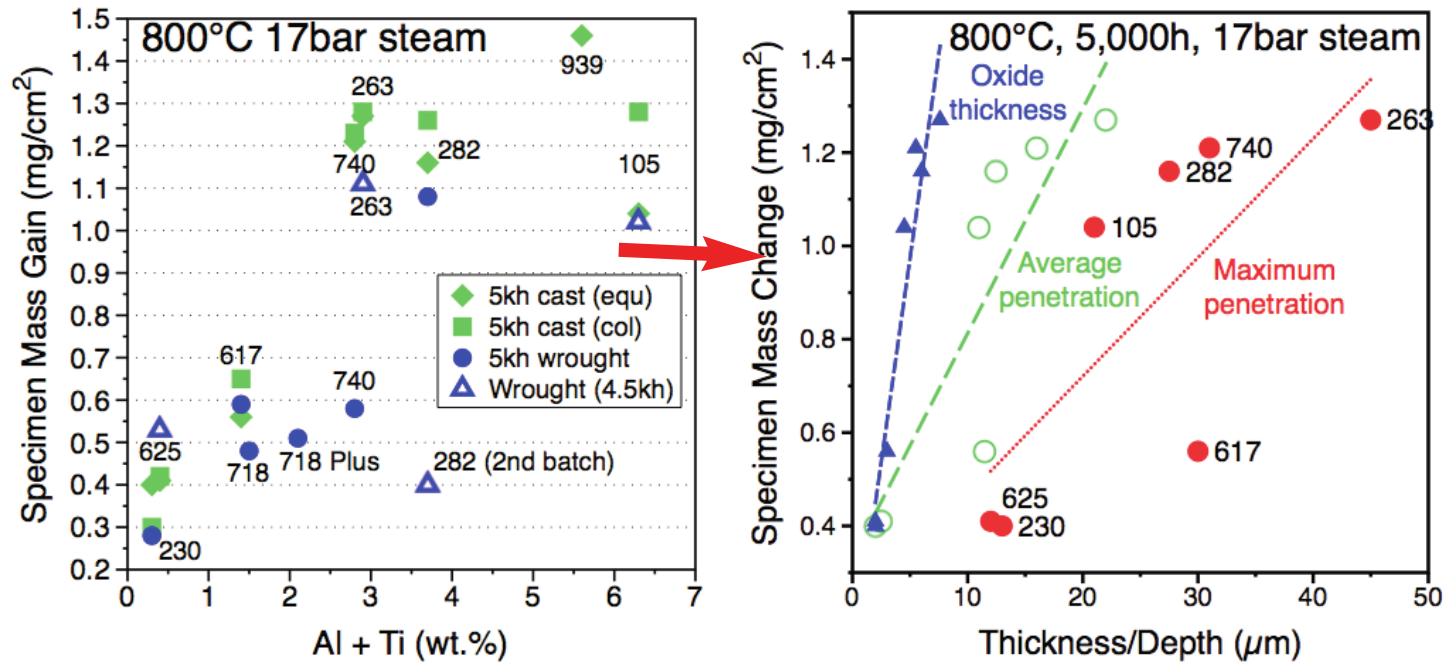 800°C 17bar steam
Specimen Mass Gain (mg/cm2)
1.5
1.4
1.3
1.2
1.1
1.0
0.9
0.8
0.7
0.6
0.5
0.4
0.3
0.2
939
263
282
740
105
263
5kh cast (equ)
5kh cast (col)
5kh wrought
Wrought (4.5kh)
617
740
625
718
718 Plus
282 (2nd batch)
230
0 1 2 3 4 5 6 7
Al + Ti (wt.%)
800°C, 5,000h, 17bar steam
Specimen Mass Change (mg/cm2)
1.4
1.2
1.0
0.8
0.6
0.4
Oxide
thickness
263
740
282
105
Average
penetration
Maximum
penetration
617
625
230
0 10 20 30 40 50
Thickness/Depth (µm)